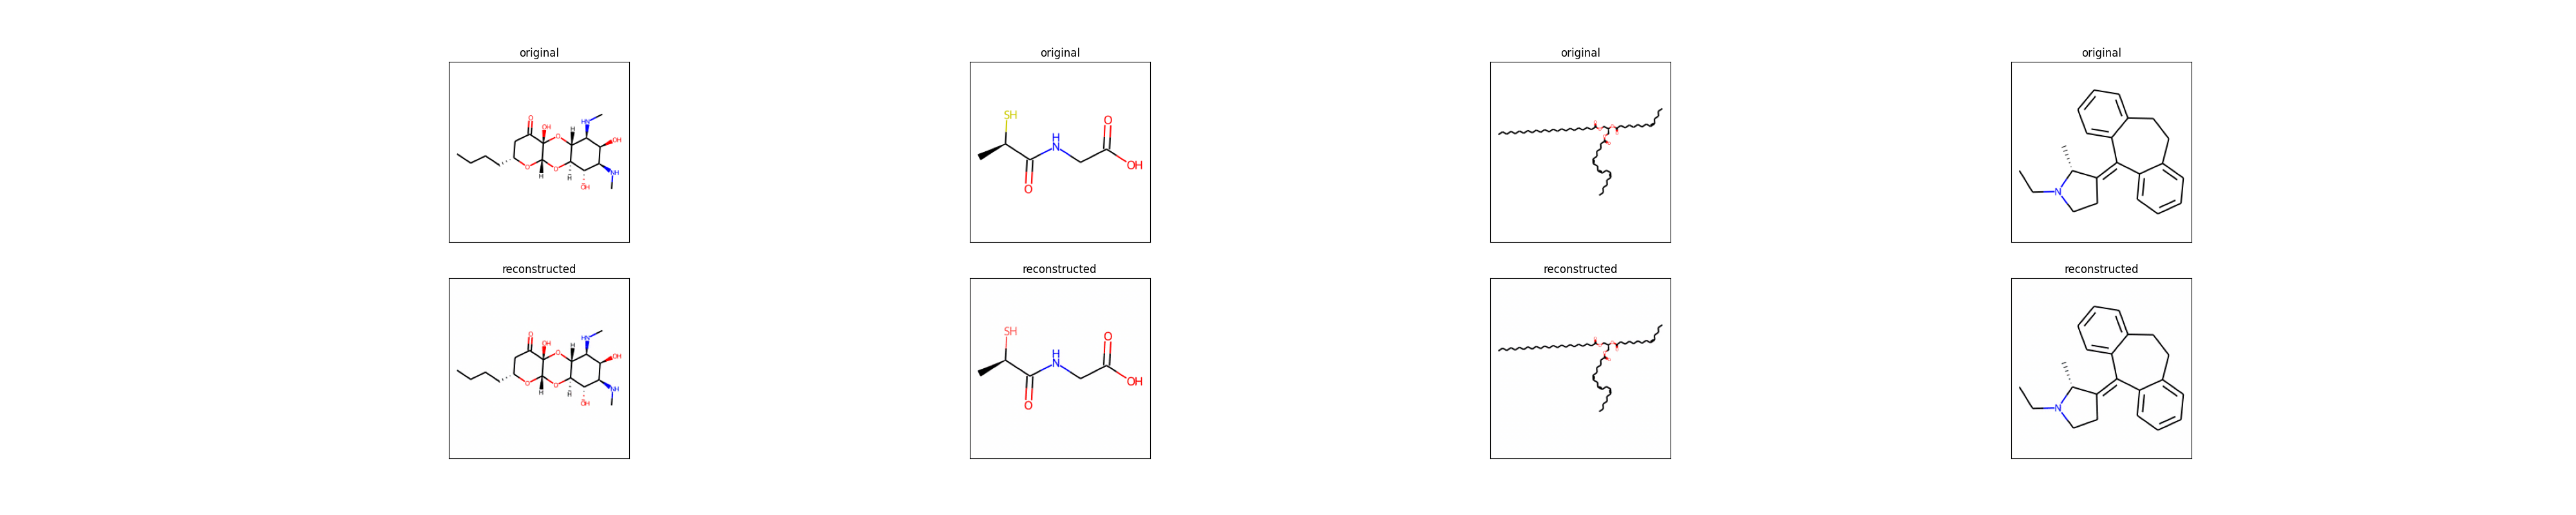 original original original original
O OH O H HN OH NH OH H O O H
SH H N O OH O
N
reconstructed reconstructed reconstructed reconstructed
O OH O H HN OH NH OH H O O H
SH H N O OH O
N